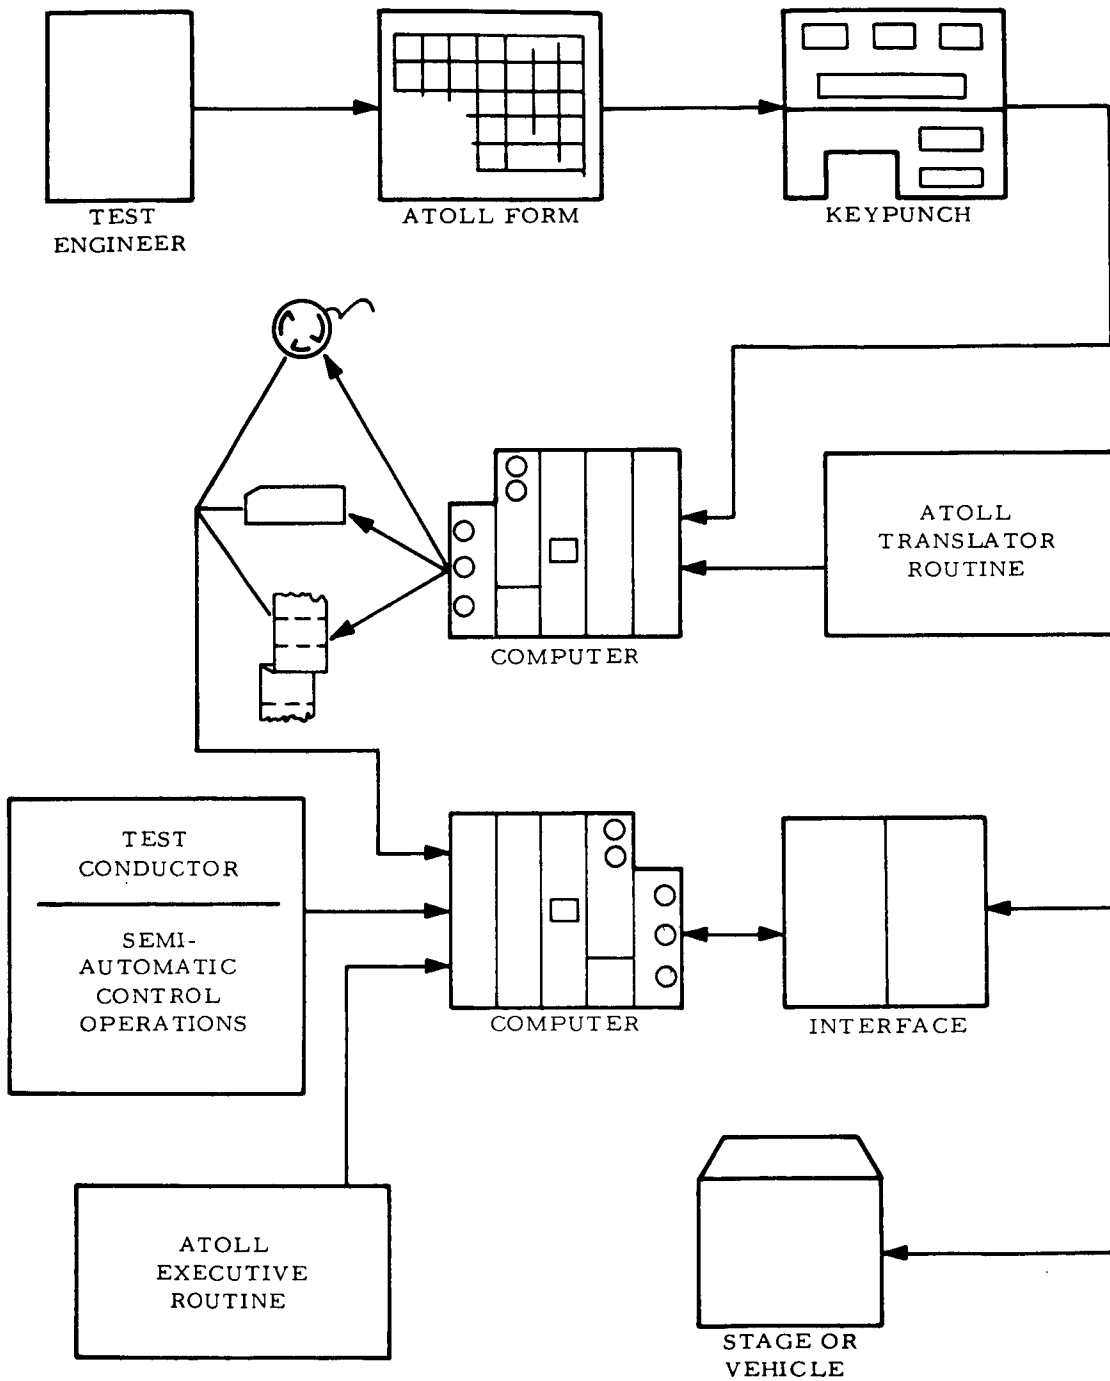 TEST
ENGINEER
ATOLL FORM
KEYPUNCH
ATOLL
TRANSLATOR
ROUTINE
COMPUTER
TEST
CONDUCTOR
SEMI-
AUTOMATIC
CONTROL
OPERATIONS
COMPUTER
INTERFACE
ATOLL
EXECUTIVE
ROUTINE
STAGE OR
VEHICLE